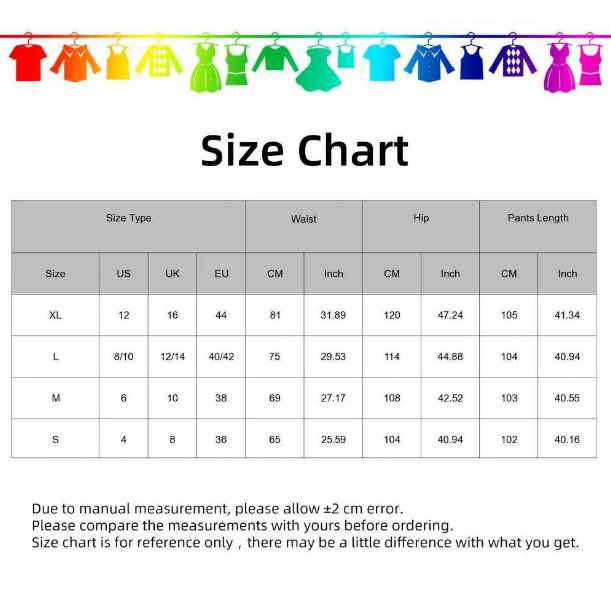 Size Chart
Size Type Waist Hip Pants Length
Size US UK EU CM Inch CM Inch CM Inch
XL 12 16 44 81 31.89 120 47.24 105 41.34
L 8/10 12/14 40/42 75 29.53 114 44.88 104 40.94
M 6 10 38 69 27.17 108 42.52 103 40.55
S 4 8 36 65 25.59 104 40.94 102 40.16
Due to manual measurement, please allow ±2 cm error.
Please compare the measurements with yours before ordering.
Size chart is for reference only , there may be a little difference with what you get.